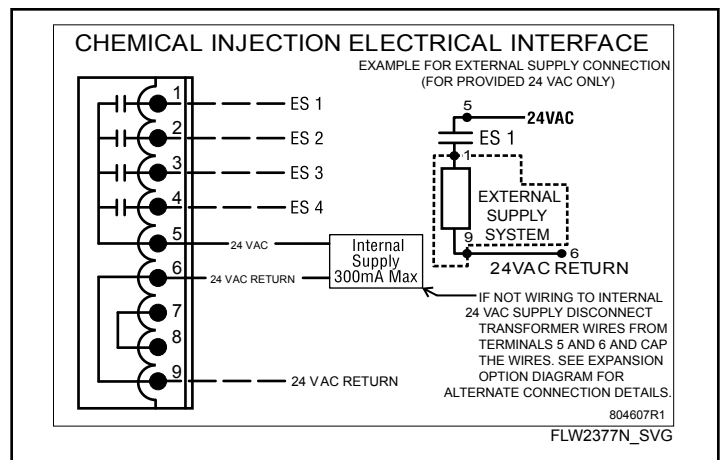 CHEMICAL INJECTION ELECTRICAL INTERFACE
EXAMPLE FOR EXTERNAL SUPPLY CONNECTION
(FOR PROVIDED 24 VAC ONLY)
1
ES 1
2
ES 2
3
ES 3
4
ES 4
5
24 VAC
6
24 VAC RETURN
7
8
9
24 VAC RETURN
Internal
Supply
300mA Max
5
24VAC
ES 1
1
EXTERNAL
SUPPLY
SYSTEM
9
6
24VAC RETURN
IF NOT WIRING TO INTERNAL
24 VAC SUPPLY DISCONNECT
TRANSFORMER WIRES FROM
TERMINALS 5 AND 6 AND CAP
THE WIRES. SEE EXPANSION
OPTION DIAGRAM FOR
ALTERNATE CONNECTION DETAILS.
804607R1
FLW2377N_SVG